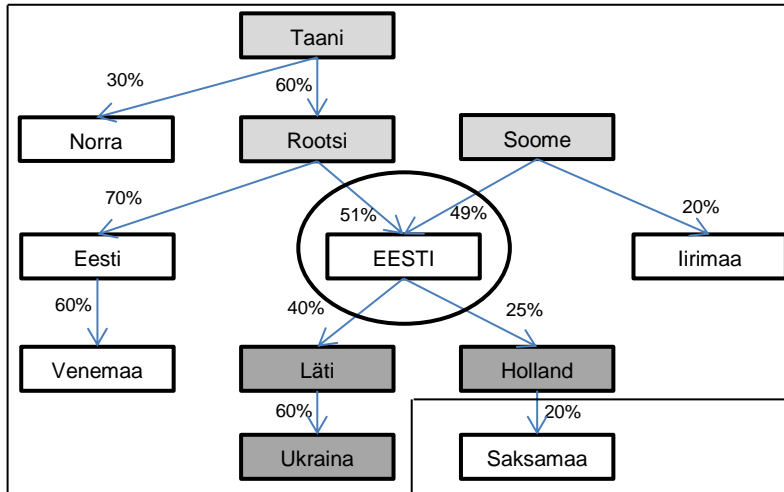 Taani
30%
60%
Norra
Rootsi
Soome
70%
51%
49%
20%
Eesti
EESTI
Iirimaa
60%
40%
25%
Venemaa
Läti
Holland
60%
20%
Ukraina
Saksamaa